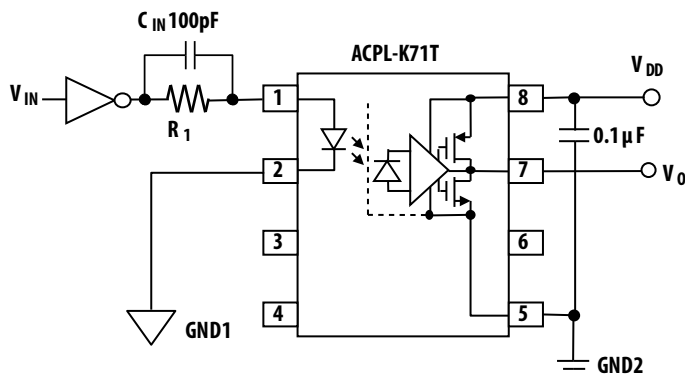 C IN 100pF
ACPL-K71T
V IN
R 1
1
2
3
4
8
7
6
5
V DD
0.1µF
V O
GND1
GND2